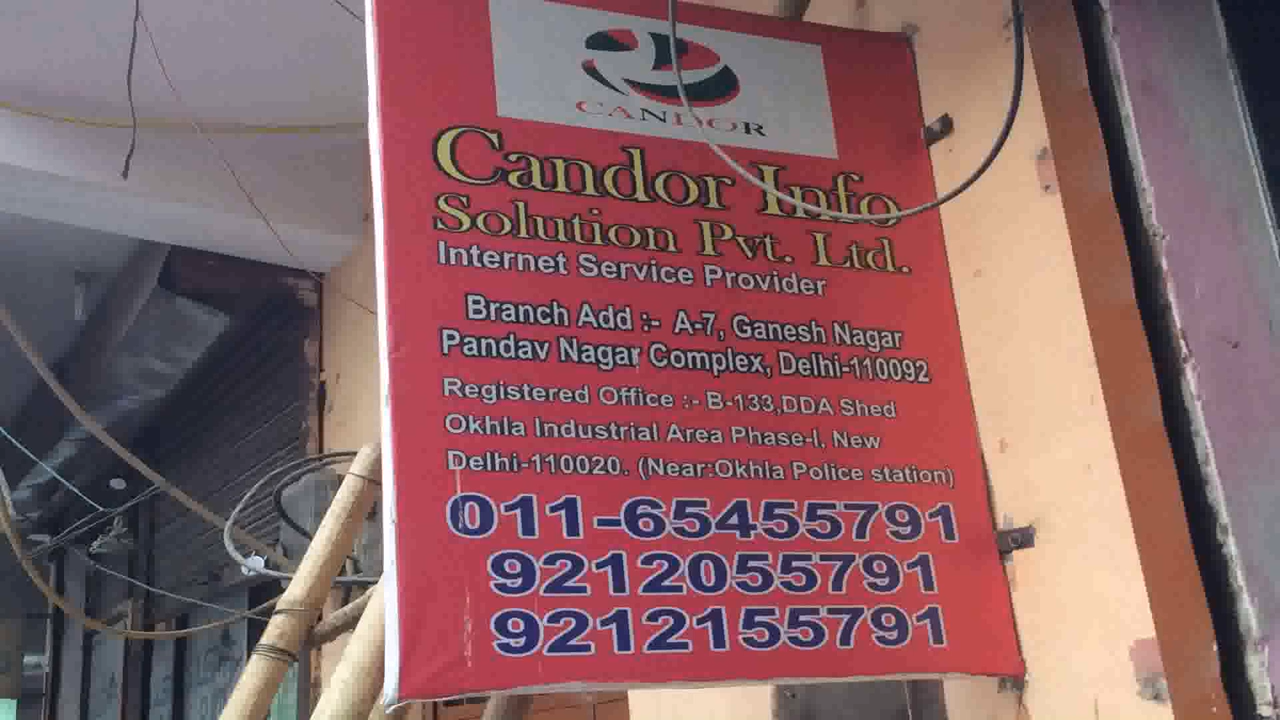 CANDOR
Candor Info
Solution Pvt. Ltd.
Internet Service Provider
Branch Add :- A-7, Ganesh Nagar
Pandav Nagar Complex, Delhi-110092
Registered Office :- B-133,DDA Shed
Okhla Industrial Area Phase-I, New
Delhi-110020. (Near:Okhla Police station)
011-65455791
9212055791
9212155791